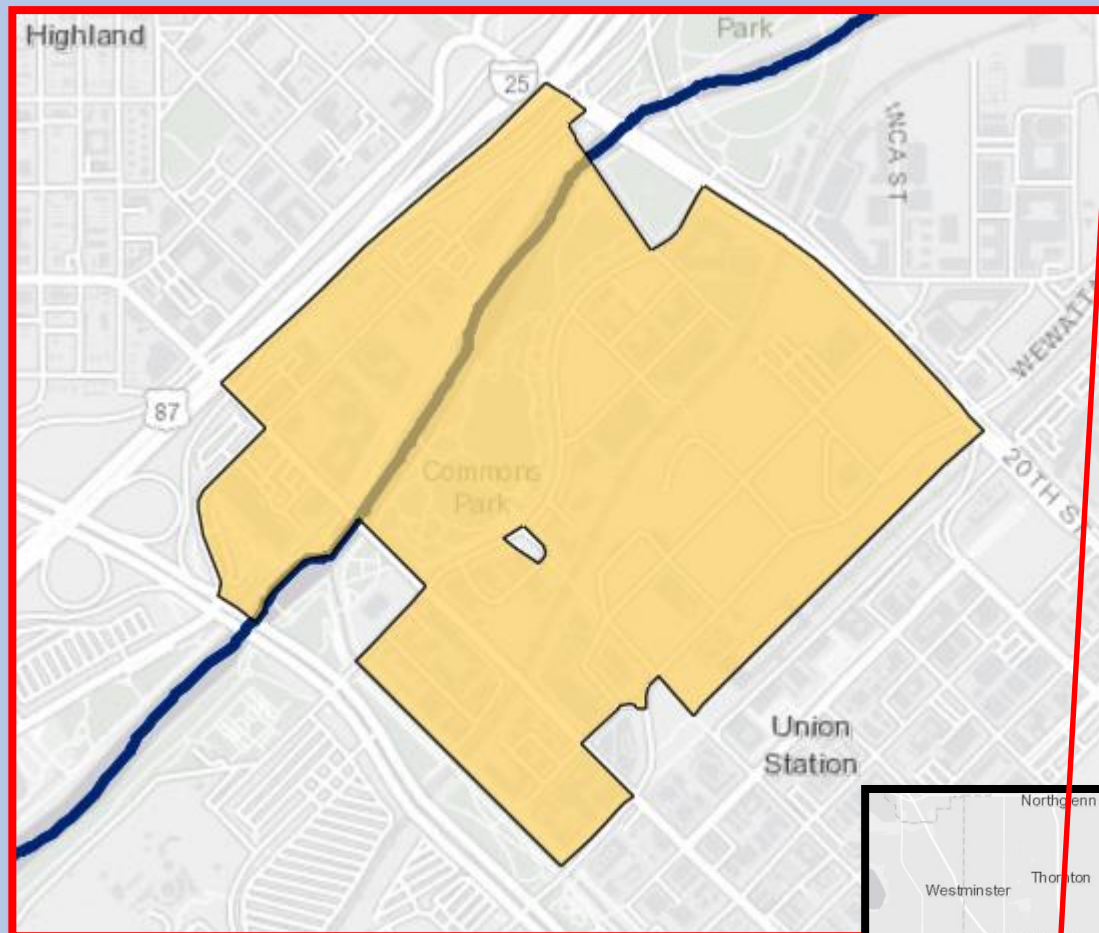 Highland
Park
25
INCA ST
WEWATTA
87
Commons
Park
20TH ST
Union
Station
Northglenn
Thornton
Westminster